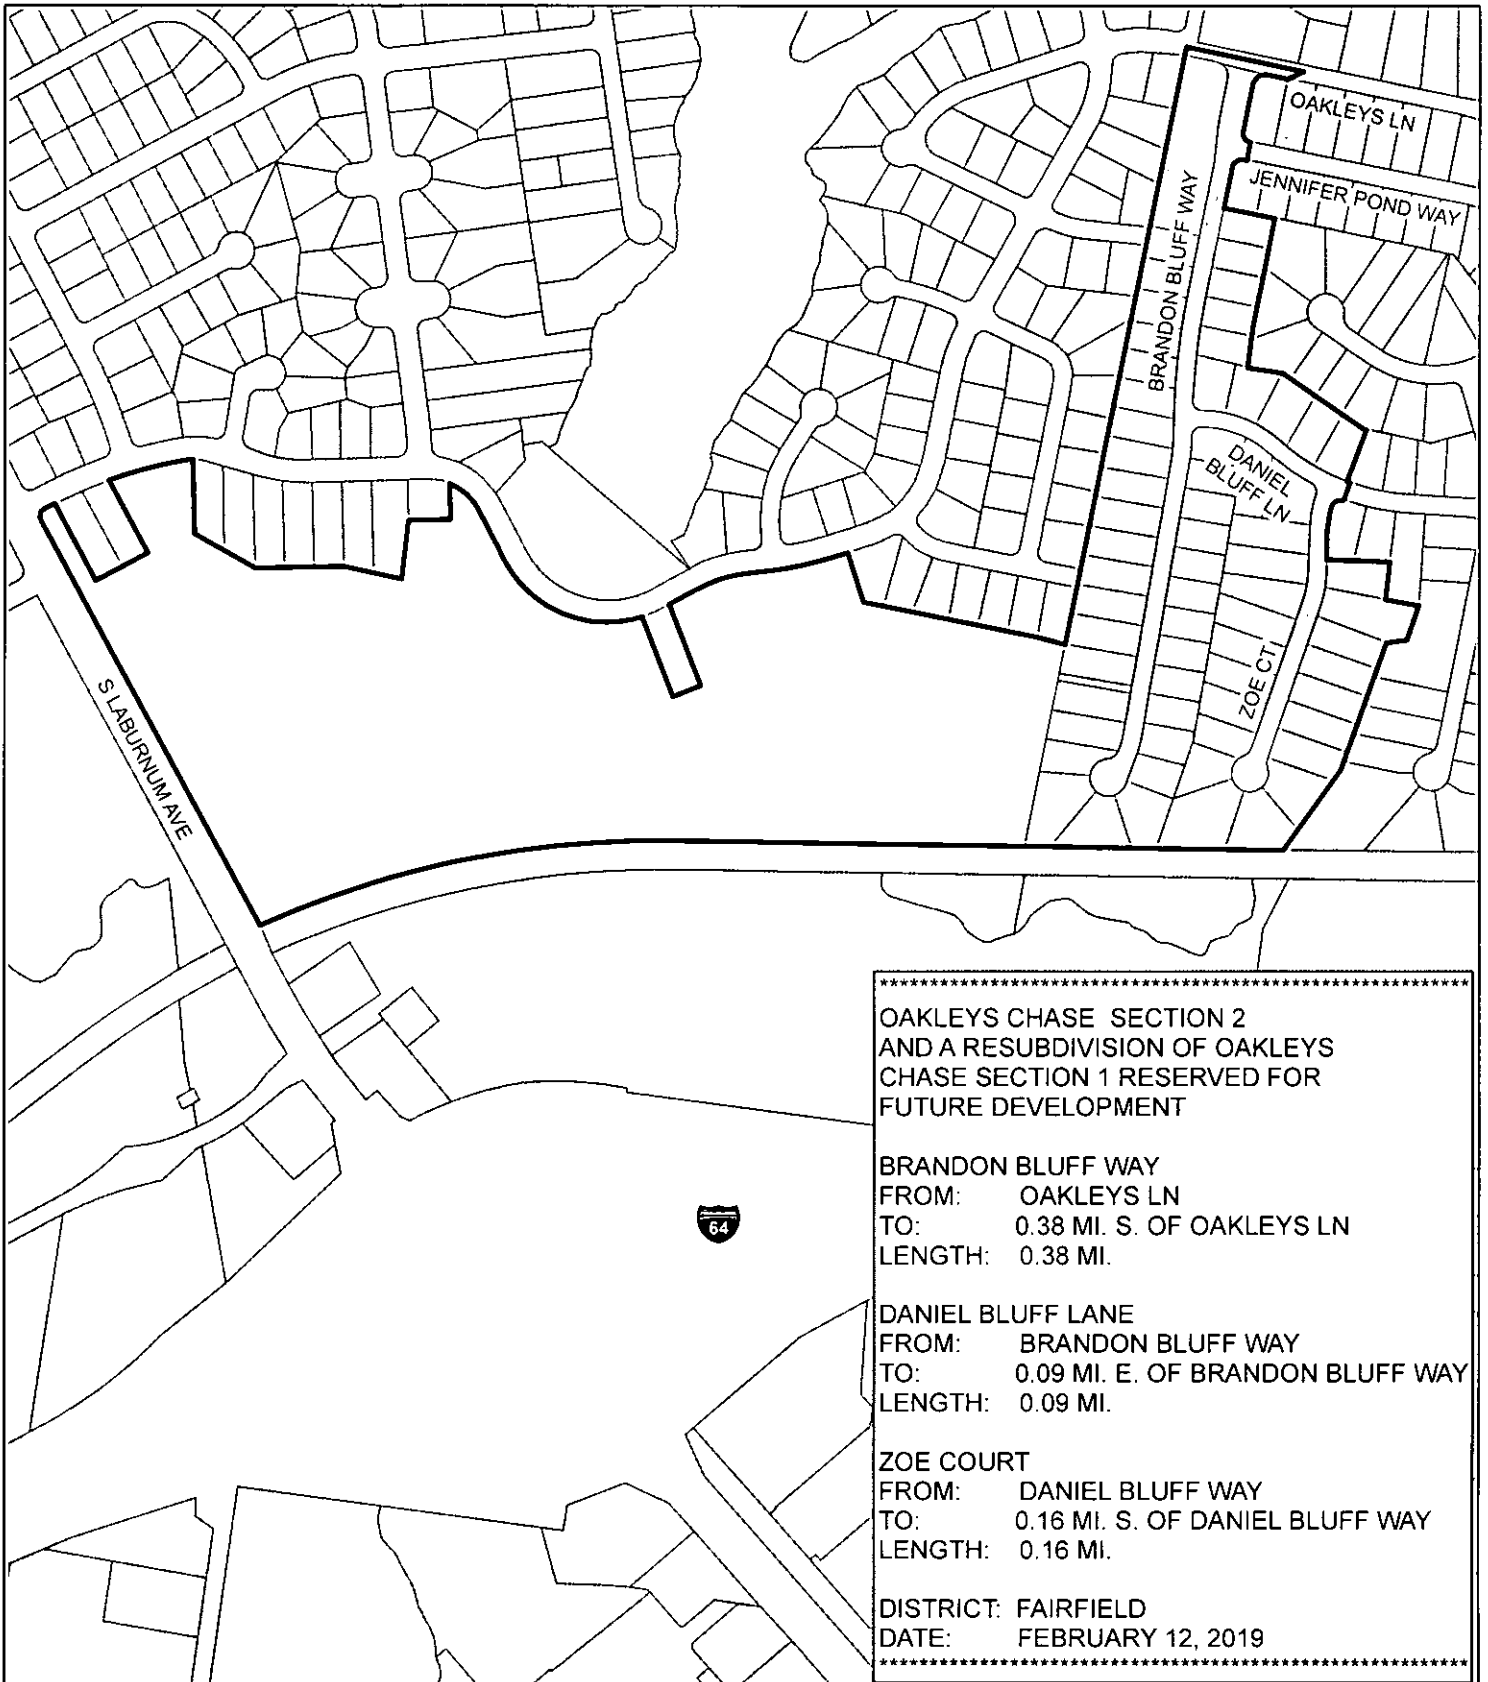 OAKLEYS LN
JENNIFER POND WAY
BRANDON BLUFF WAY
DANIEL
BLUFF LN
ZOE CT
S LABURNUM AVE
64
************************************************************
OAKLEYS CHASE SECTION 2
AND A RESUBDIVISION OF OAKLEYS
CHASE SECTION 1 RESERVED FOR
FUTURE DEVELOPMENT
BRANDON BLUFF WAY
FROM: OAKLEYS LN
TO: 0.38 MI. S. OF OAKLEYS LN
LENGTH: 0.38 MI.
DANIEL BLUFF LANE
FROM: BRANDON BLUFF WAY
TO: 0.09 MI. E. OF BRANDON BLUFF WAY
LENGTH: 0.09 MI.
ZOE COURT
FROM: DANIEL BLUFF WAY
TO: 0.16 MI. S. OF DANIEL BLUFF WAY
LENGTH: 0.16 MI.
DISTRICT: FAIRFIELD
DATE: FEBRUARY 12, 2019
************************************************************